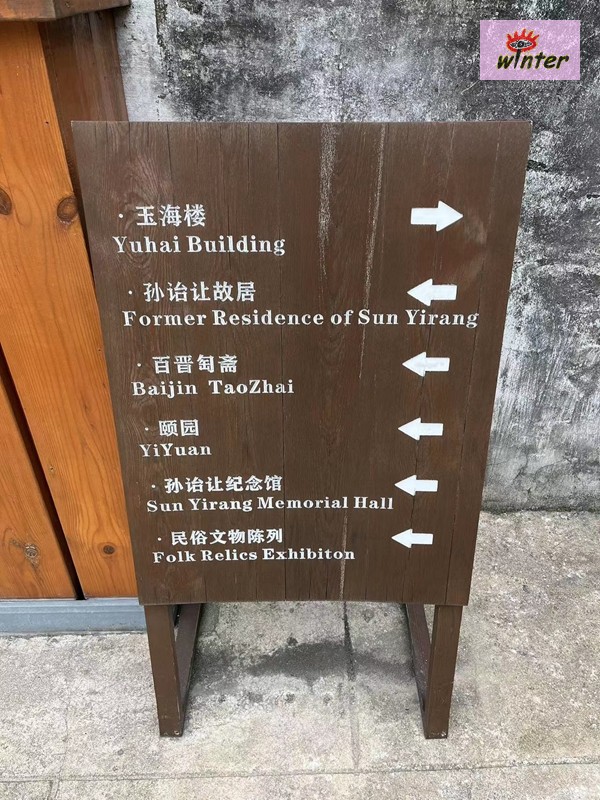 winter
· 玉海楼
Yuhai Building
· 孙诒让故居
Former Residence of Sun Yirang
· 百晋匋斋
Baijin TaoZhai
· 颐园
YiYuan
· 孙诒让纪念馆
Sun Yirang Memorial Hall
· 民俗文物陈列
Folk Relics Exhibiton